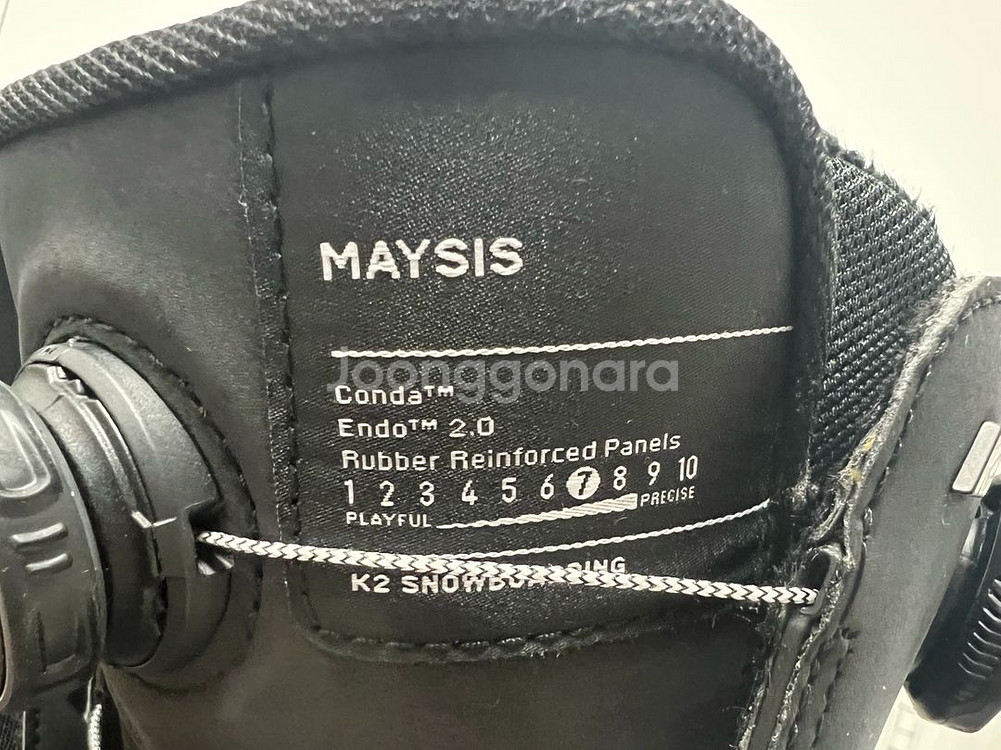 MAYSIS
Joonggonara
Conda™
Endo™ 2.0
Rubber Reinforced Panels
1 2 3 4 5 6 7 8 9 10
PLAYFUL PRECISE
K2 SNOWBOARDING